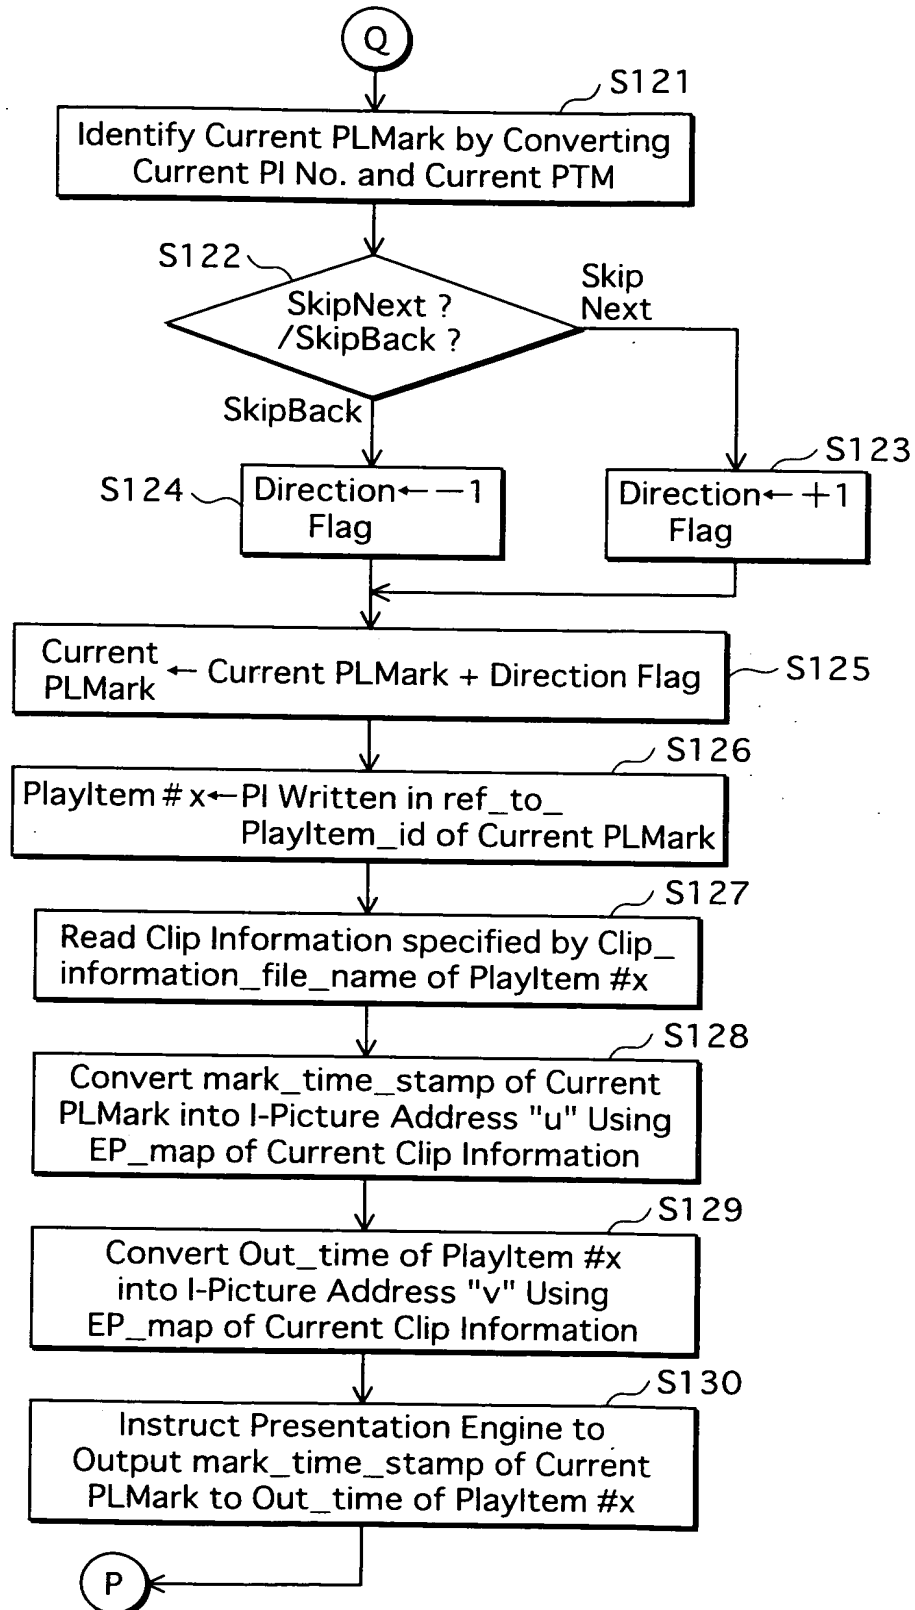 Q
S121
Identify Current PLMark by Converting
Current PI No. and Current PTM
S122
SkipNext ?
/SkipBack ?
Skip
Next
SkipBack
S123
S124
Direction←−1
Flag
Direction←+1
Flag
Current
PLMark
← Current PLMark + Direction Flag
S125
S126
PlayItem #x←PI Written in ref_to_
PlayItem_id of Current PLMark
S127
Read Clip Information specified by Clip_
information_file_name of PlayItem #x
S128
Convert mark_time_stamp of Current
PLMark into I-Picture Address "u" Using
EP_map of Current Clip Information
S129
Convert Out_time of PlayItem #x
into I-Picture Address "v" Using
EP_map of Current Clip Information
S130
Instruct Presentation Engine to
Output mark_time_stamp of Current
PLMark to Out_time of PlayItem #x
P